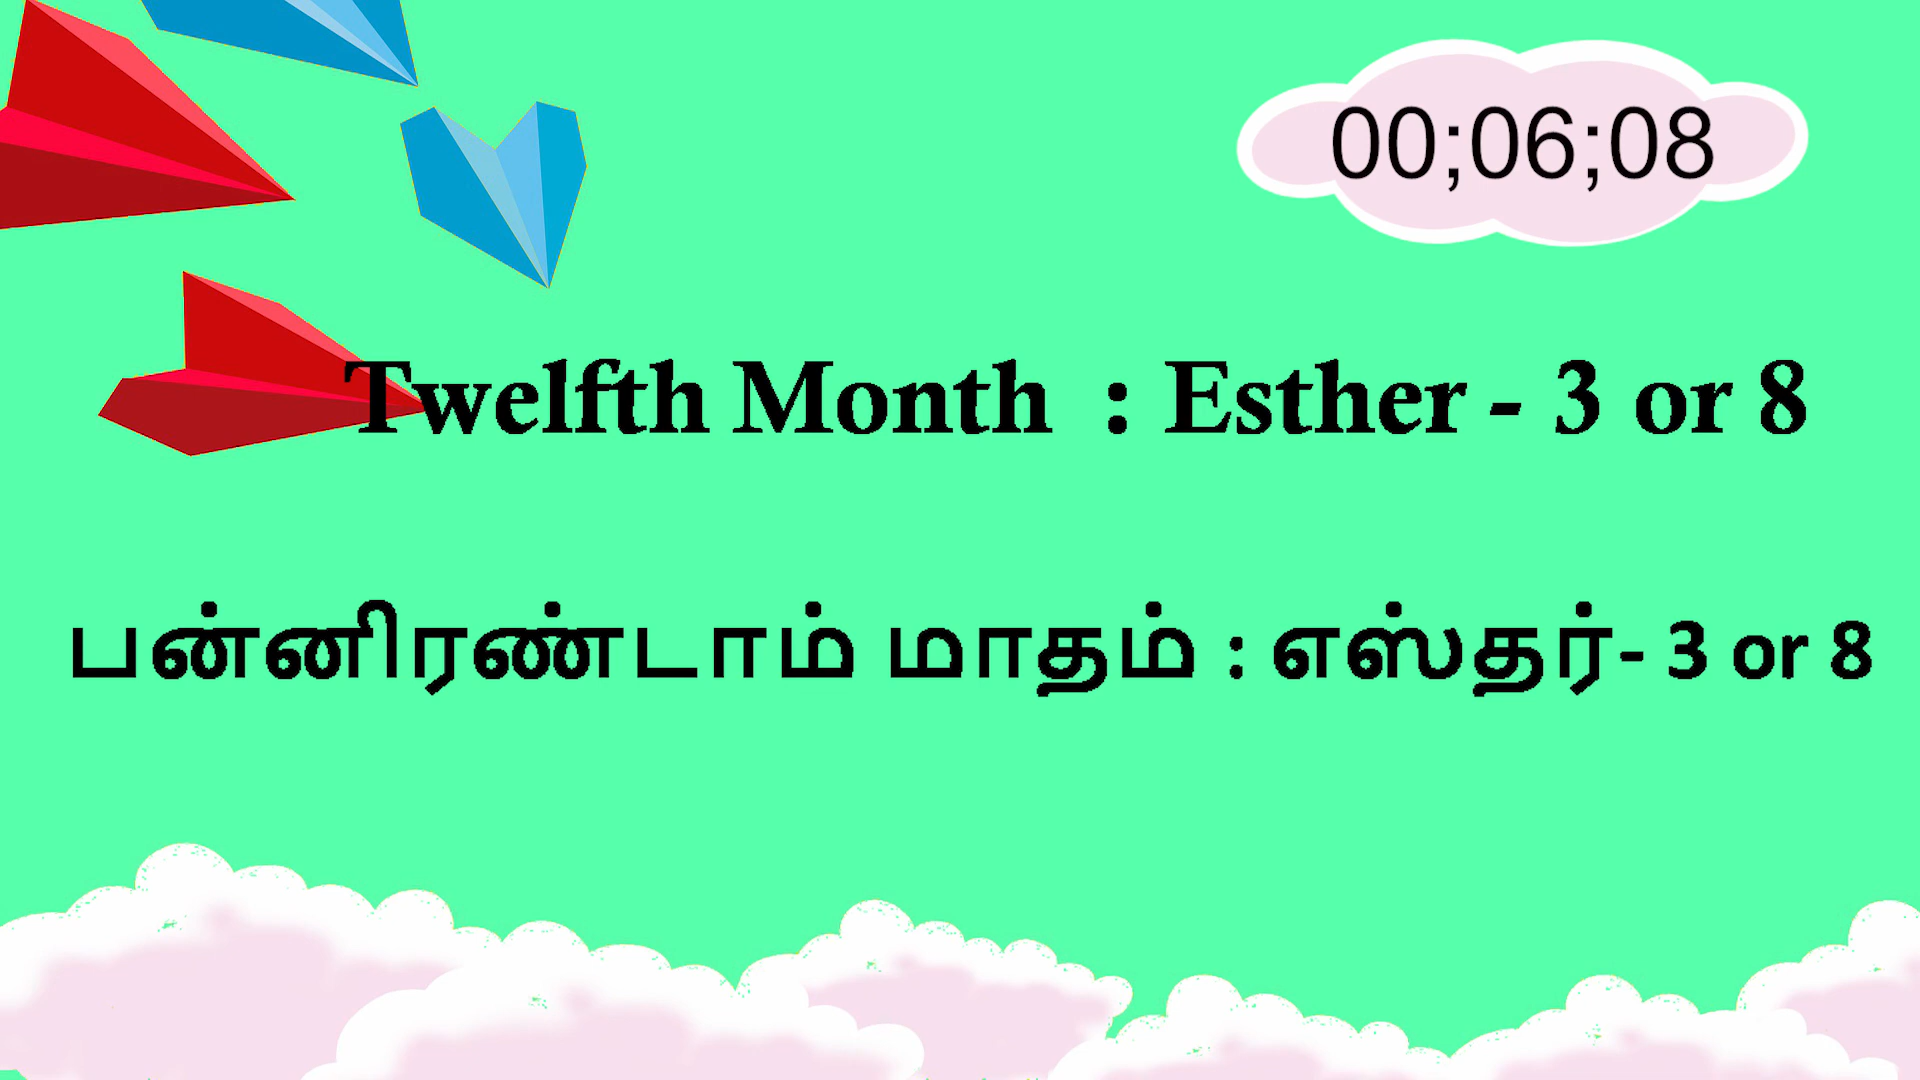 00;06;08
Twelfth Month : Esther - 3 or 8
பன்னிரண்டாம் மாதம் : எஸ்தர்- 3 or 8